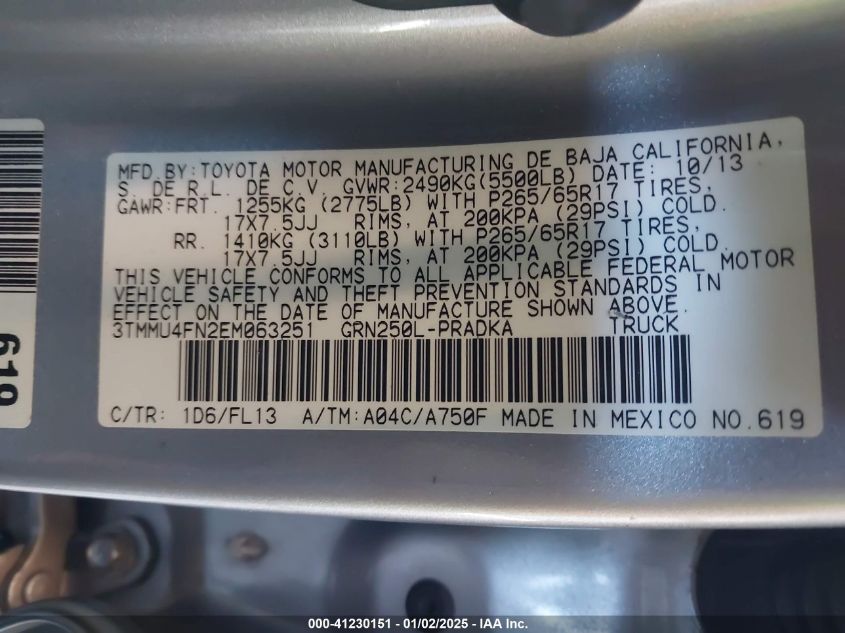 MFD.BY:TOYOTA MOTOR MANUFACTURING DE BAJA CALIFORNIA,
S. DE R.L. DE C.V. GVWR:2490KG(5500LB) DATE: 10/13
GAWR:FRT. 1255KG (2775LB) WITH P265/65R17 TIRES,
17X7.5JJ RIMS, AT 200KPA (29PSI) COLD.
RR. 1410KG (3110LB) WITH P265/65R17 TIRES,
17X7.5JJ RIMS, AT 200KPA (29PSI) COLD.
THIS VEHICLE CONFORMS TO ALL APPLICABLE FEDERAL MOTOR
VEHICLE SAFETY AND THEFT PREVENTION STANDARDS IN
EFFECT ON THE DATE OF MANUFACTURE SHOWN ABOVE.
3TMMU4FN2EM063251 GRN250L-PRADKA TRUCK
C/TR: 1D6/FL13 A/TM:A04C/A750F MADE IN MEXICO NO.619
619
000-41230151 — 01/02/2025 — IAA Inc.